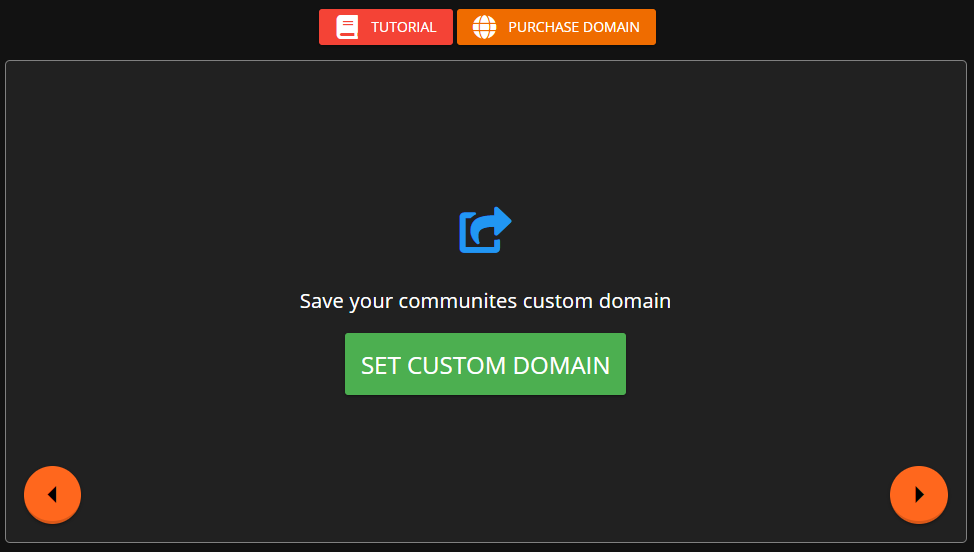 TUTORIAL
PURCHASE DOMAIN
Save your communites custom domain
SET CUSTOM DOMAIN